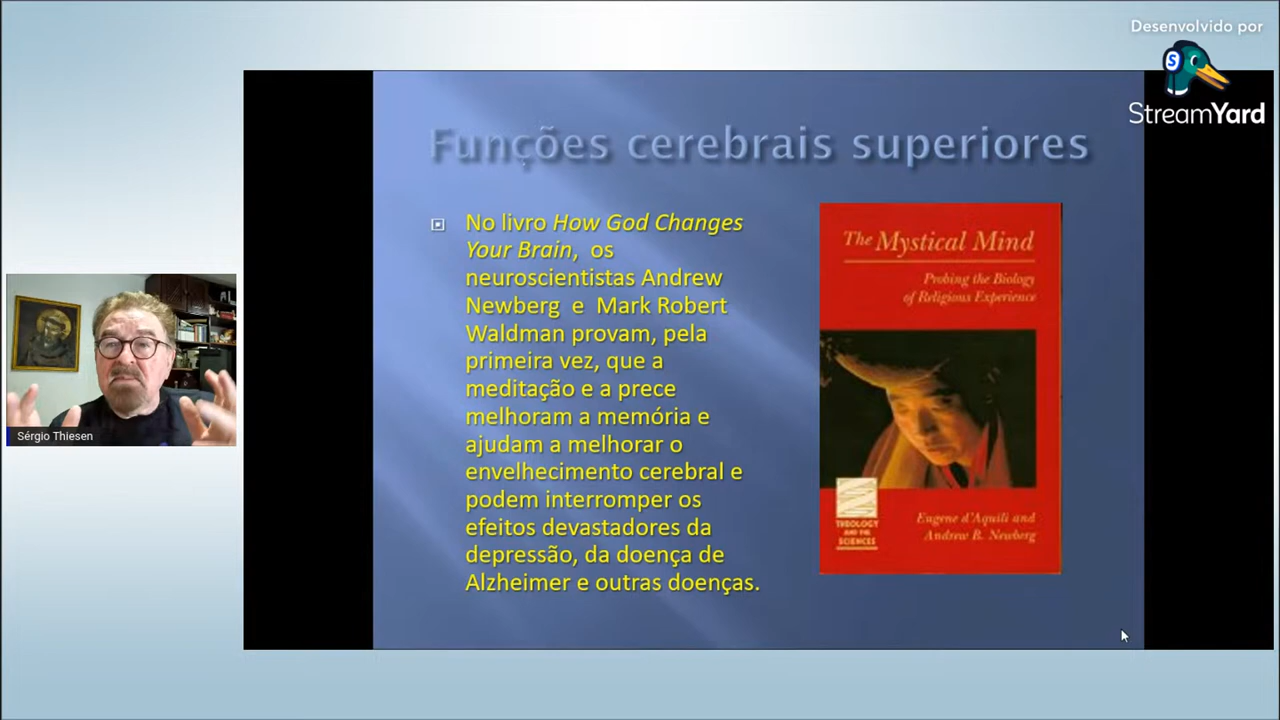 Desenvolvido por
StreamYard
Funções cerebrais superiores
No livro How God Changes
Your Brain, os
neuroscientistas Andrew
Newberg e Mark Robert
Waldman provam, pela
primeira vez, que a
meditação e a prece
melhoram a memória e
ajudam a melhorar o
envelhecimento cerebral e
podem interromper os
efeitos devastadores da
depressão, da doença de
Alzheimer e outras doenças.
The Mystical Mind
Probing the Biology
of Religious Experience
THEOLOGY
AND THE
SCIENCES
Eugene d'Aquili and
Andrew R. Newberg
Sérgio Thiesen